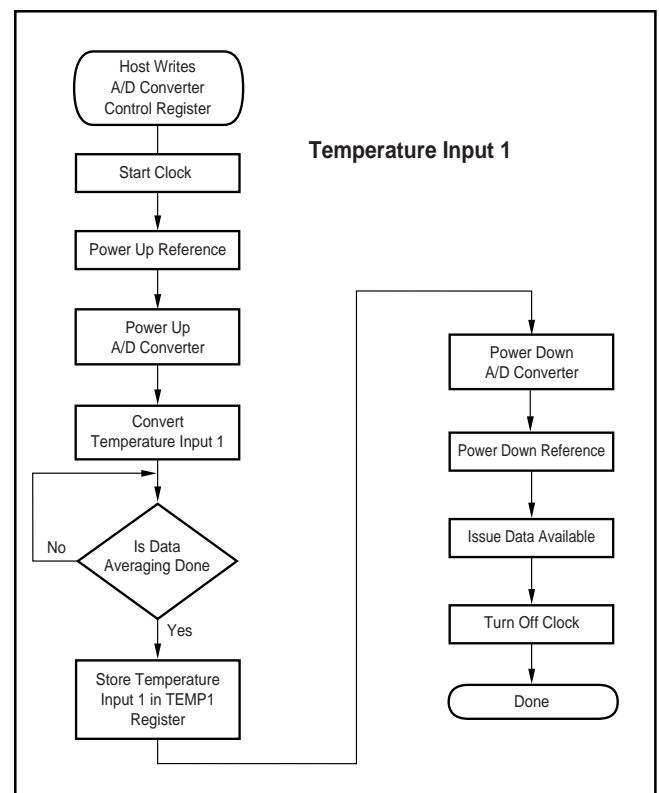 Host Writes
A/D Converter
Control Register
Temperature Input 1
Start Clock
Power Up Reference
Power Up
A/D Converter
Convert
Temperature Input 1
No
Is Data
Averaging Done
Yes
Store Temperature
Input 1 in TEMP1
Register
Power Down
A/D Converter
Power Down Reference
Issue Data Available
Turn Off Clock
Done